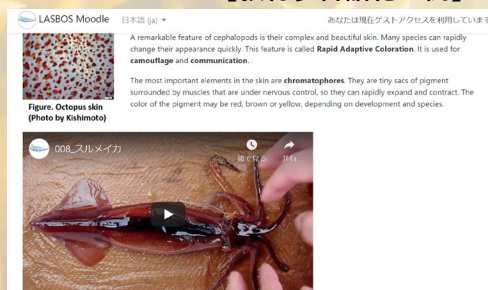 LASBOS Moodle 日本語 (ja) あなたは現在ゲストアクセスを利用しています
A remarkable feature of cephalopods is their complex and beautiful skin. Many species can rapidly
change their appearance quickly. This feature is called Rapid Adaptive Coloration. It is used for
camouflage and communication.
The most important elements in the skin are chromatophores. They are tiny sacs of pigment
surrounded by muscles that are under nervous control, so they can rapidly expand and contract. The
color of the pigment may be red, brown or yellow, depending on development and species.
Figure. Octopus skin
(Photo by Kishimoto)
008_スルメイカ
後で見る 共有